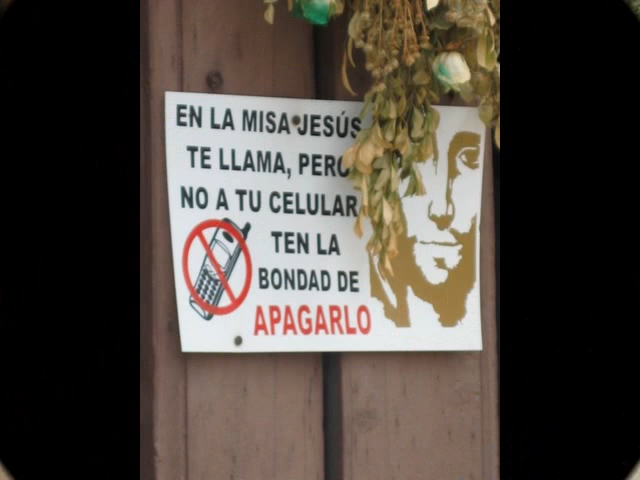 EN LA MISA JESÚS
TE LLAMA, PERO
NO A TU CELULAR
TEN LA
BONDAD DE
APAGARLO